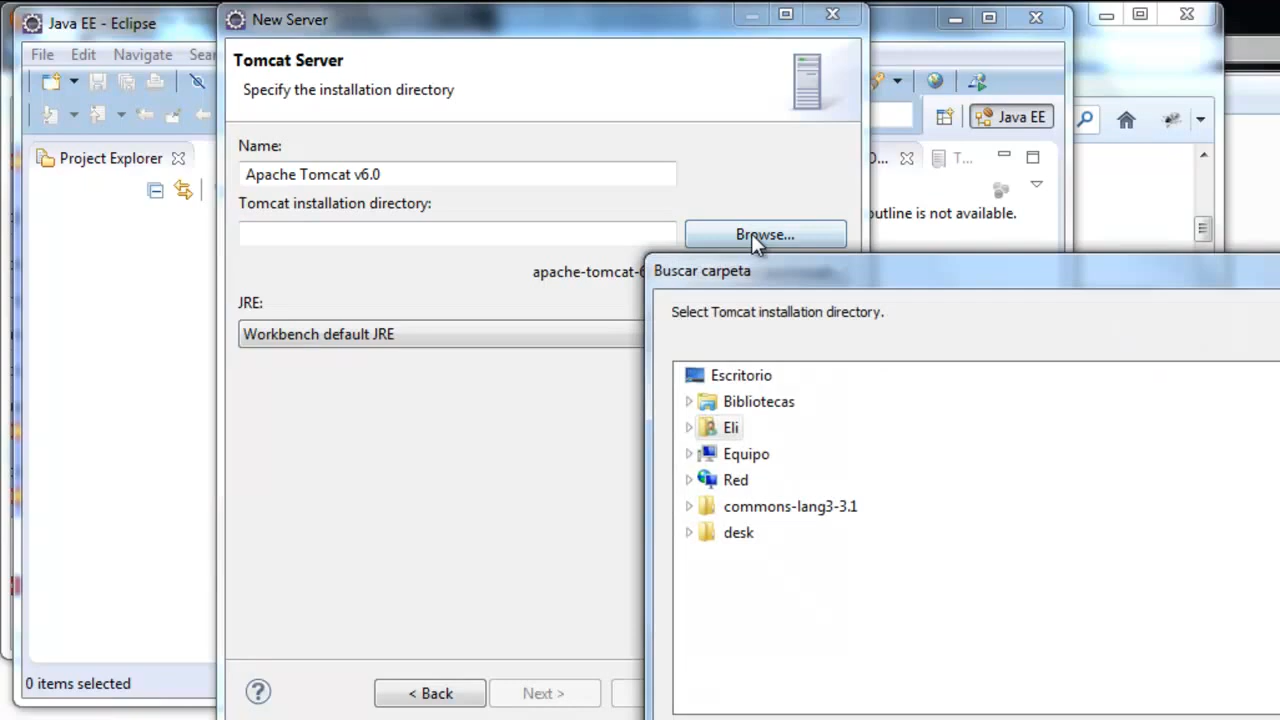 Java EE - Eclipse
New Server
File Edit Navigate
Tomcat Server
Specify the installation directory
Java EE
Project Explorer
Name:
Apache Tomcat v6.0
Tomcat installation directory:
Browse...
is not available.
apache-tomcat-
Buscar carpeta
Select Tomcat installation directory.
JRE:
Workbench default JRE
Escritorio
Bibliotecas
Eli
Equipo
Red
commons-lang3-3.1
desk
0 items selected
< Back
Next >